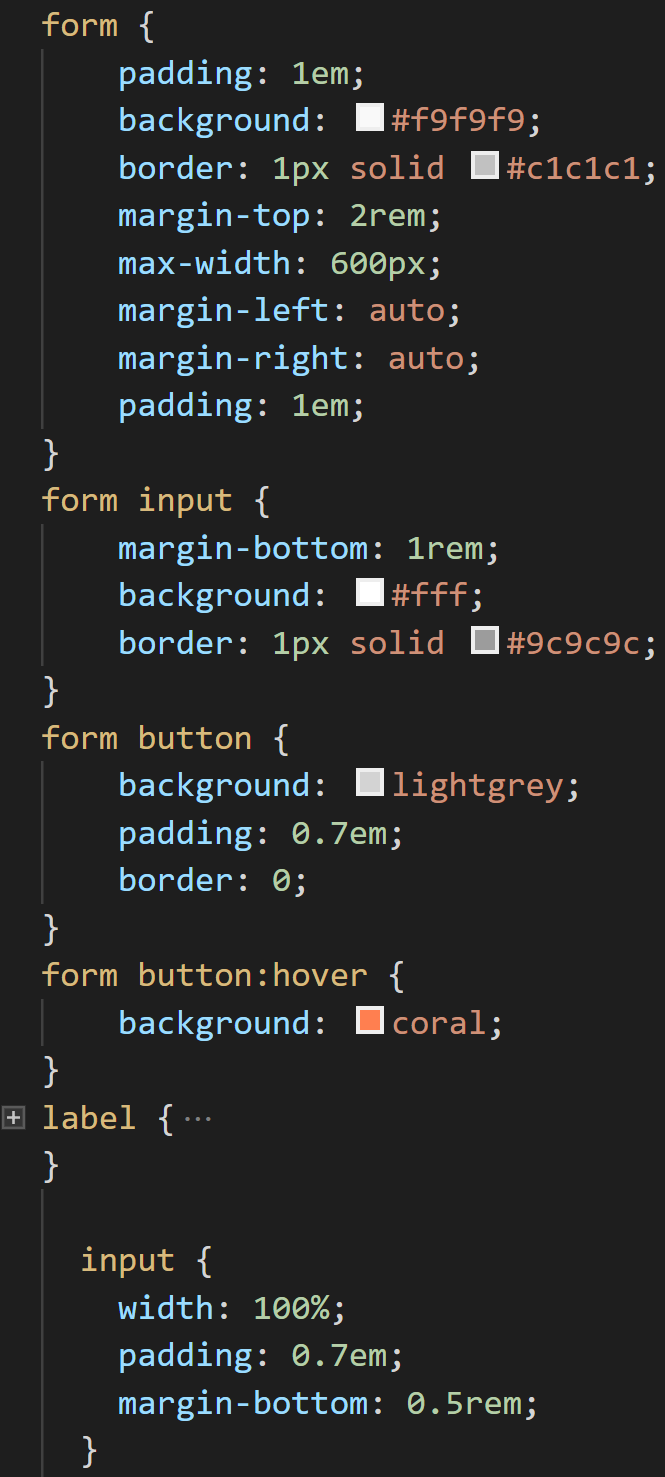 form {
    padding: 1em;
    background: #f9f9f9;
    border: 1px solid #c1c1c1;
    margin-top: 2rem;
    max-width: 600px;
    margin-left: auto;
    margin-right: auto;
    padding: 1em;
}
form input {
    margin-bottom: 1rem;
    background: #fff;
    border: 1px solid #9c9c9c;
}
form button {
    background: lightgrey;
    padding: 0.7em;
    border: 0;
}
form button:hover {
    background: coral;
}
label { ...
}

  input {
    width: 100%;
    padding: 0.7em;
    margin-bottom: 0.5rem;
  }